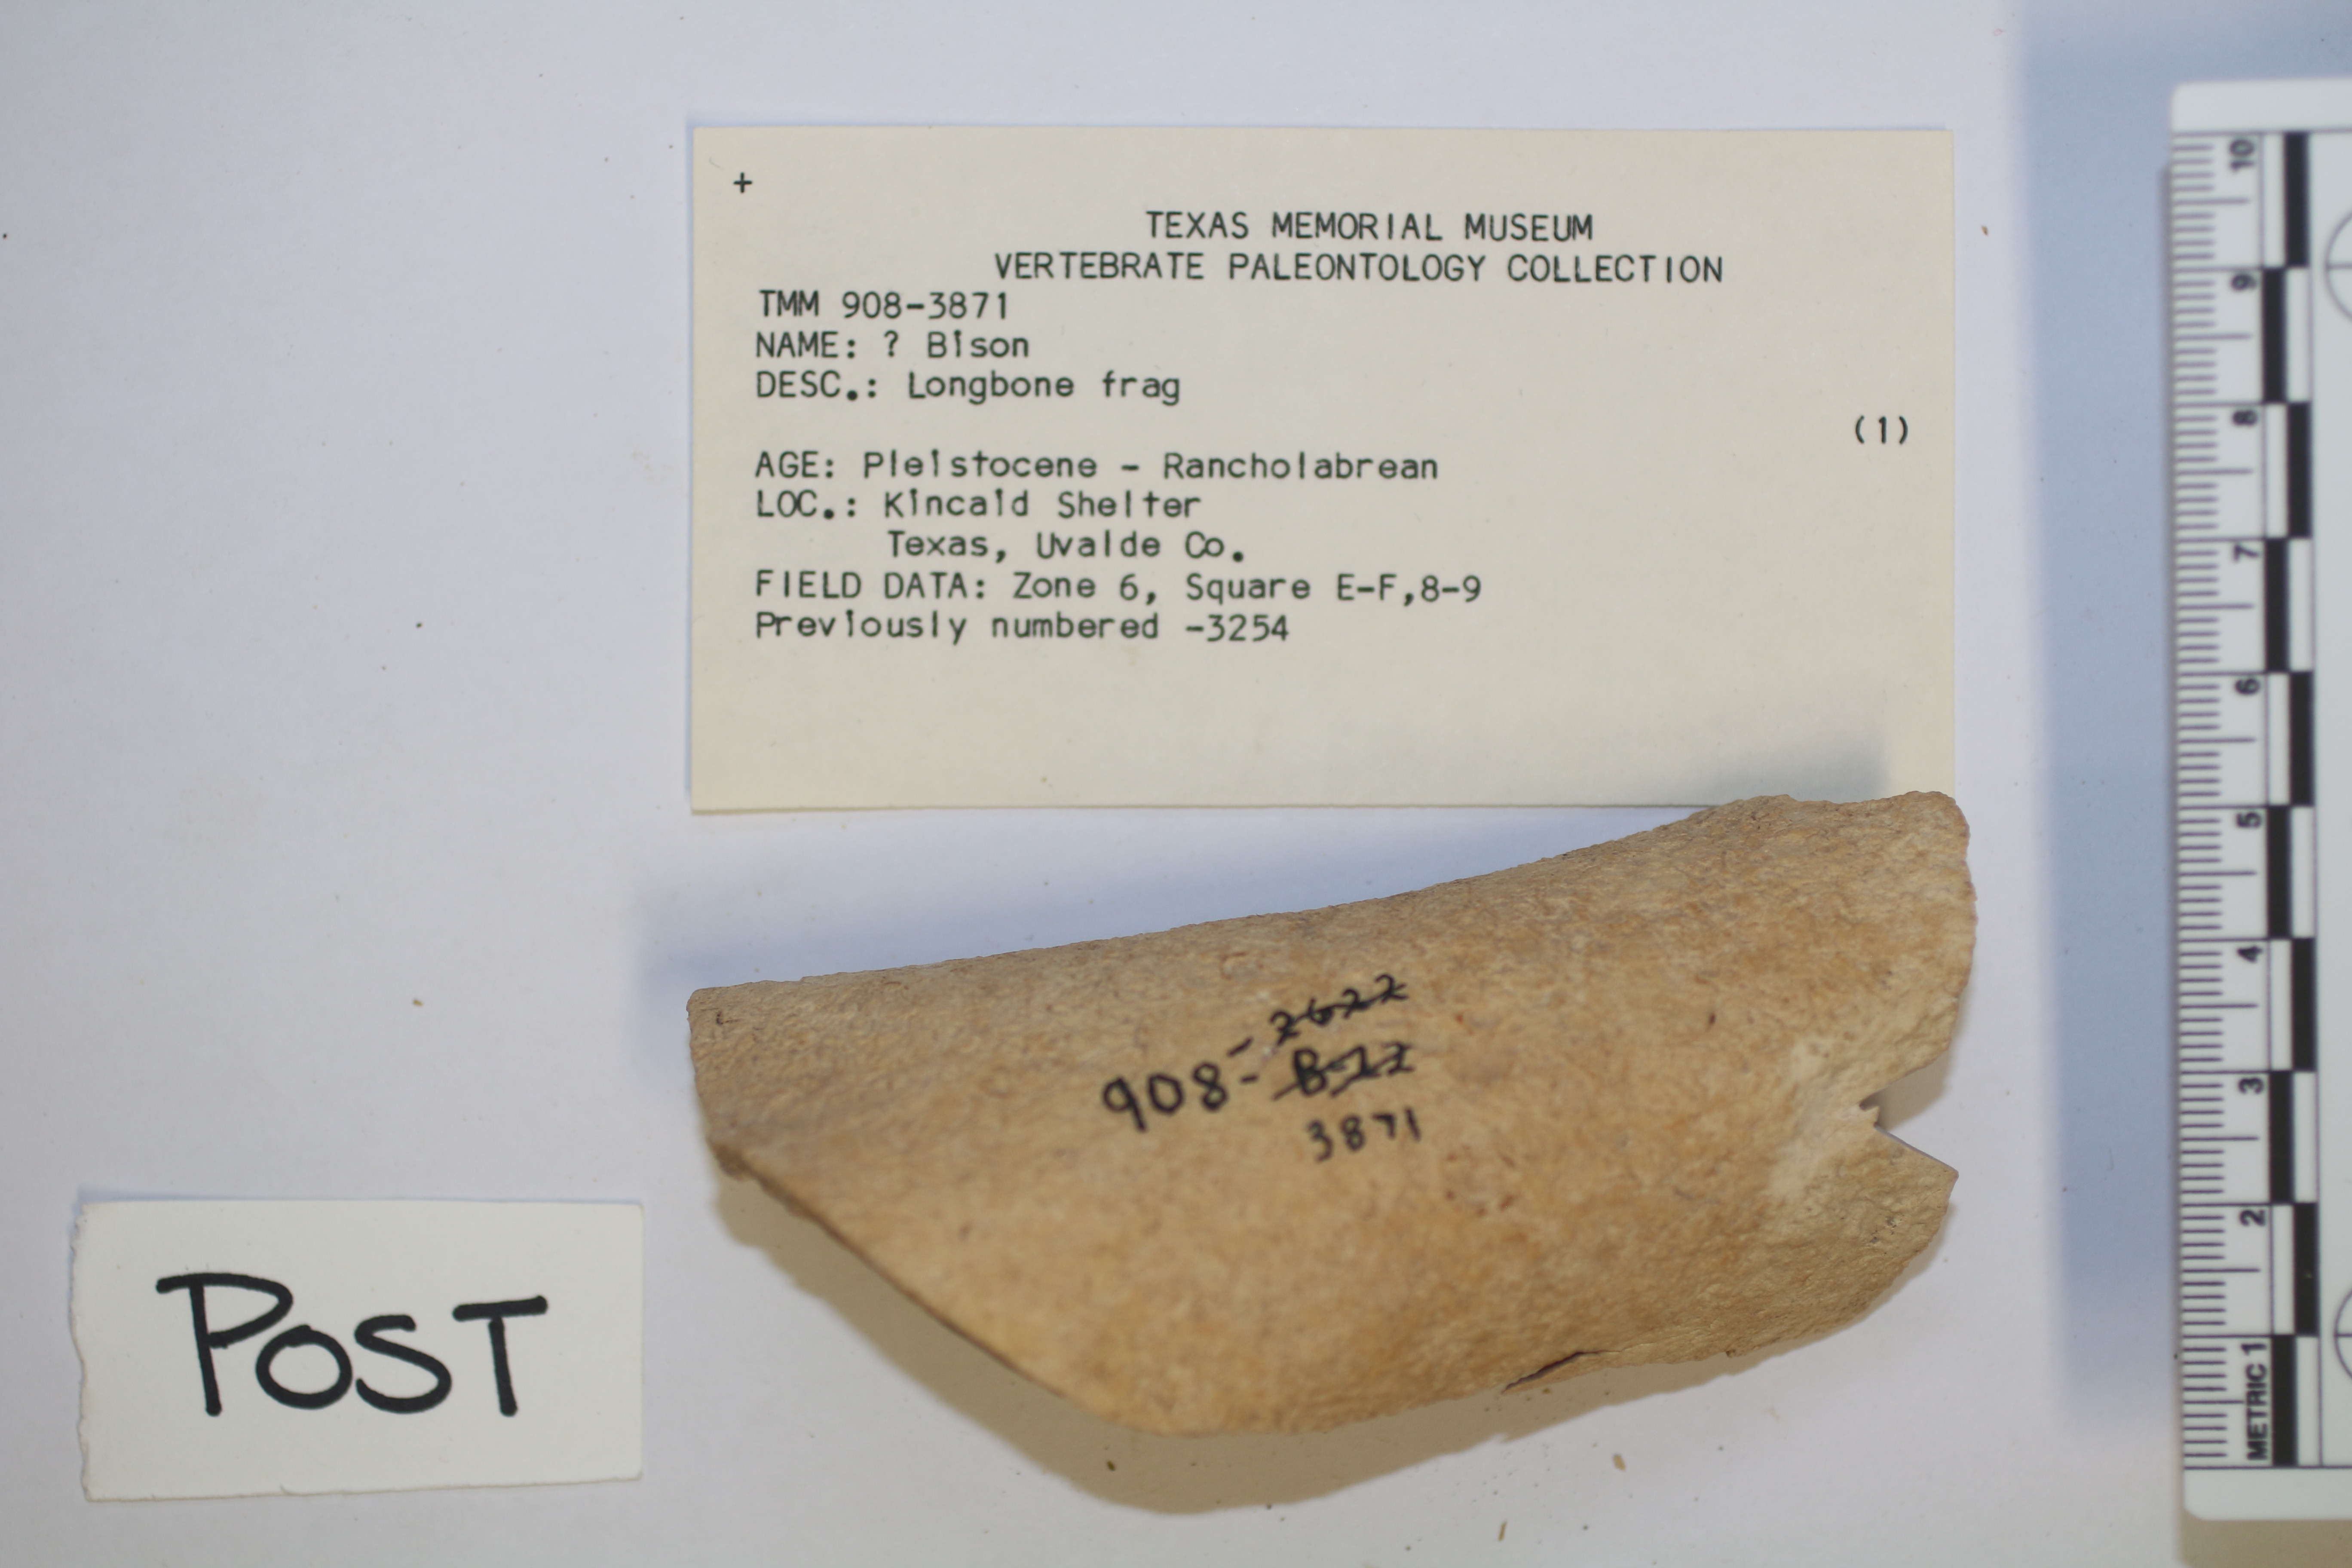 +
TEXAS MEMORIAL MUSEUM
VERTEBRATE PALEONTOLOGY COLLECTION
TMM 908-3871
NAME: ? Bison
DESC.: Longbone frag
(1)
AGE: Pleistocene - Rancholabrean
LOC.: Kincaid Shelter
Texas, Uvalde Co.
FIELD DATA: Zone 6, Square E-F,8-9
Previously numbered -3254
908-
2622
B-22
3871
POST
10
9
8
7
6
5
4
3
2
METRIC 1